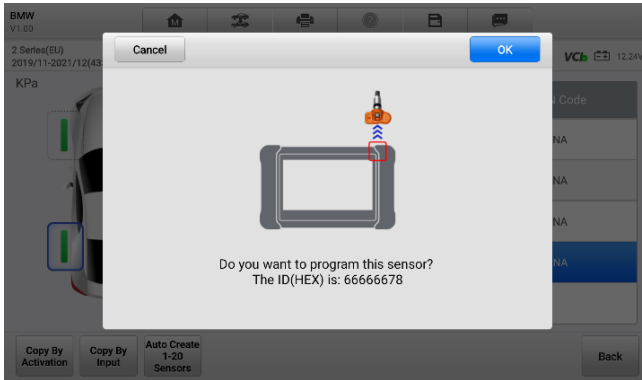 BMW
V1.00
2 Series(EU)
2019/11-2021/12(43
VCI
12.24V
Cancel
OK
KPa
N Code
NA
NA
NA
NA
Do you want to program this sensor?
The ID(HEX) is: 66666678
Copy By
Activation
Copy By
Input
Auto Create
1-20
Sensors
Back